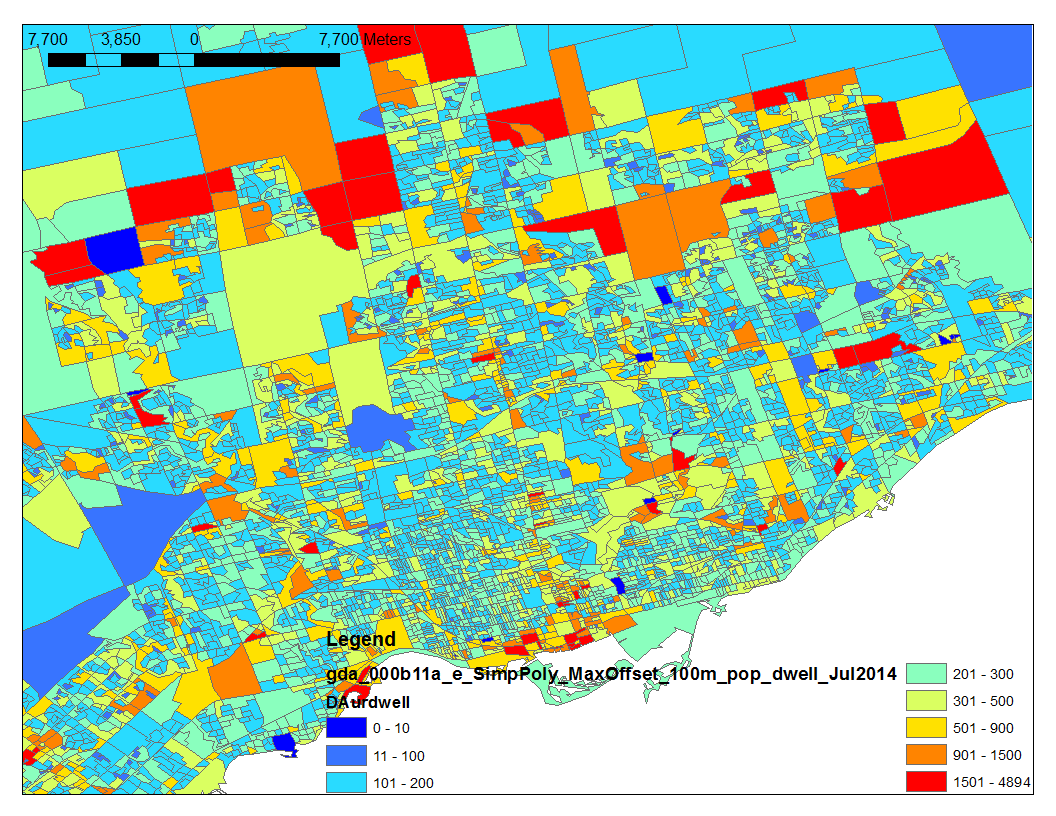 7,700 3,850 0 7,700 Meters
Legend
gda_000b11a_e_SimpPoly_MaxOffset_100m_pop_dwell_Jul2014
DAurdwell
0 - 10
11 - 100
101 - 200
201 - 300
301 - 500
501 - 900
901 - 1500
1501 - 4894